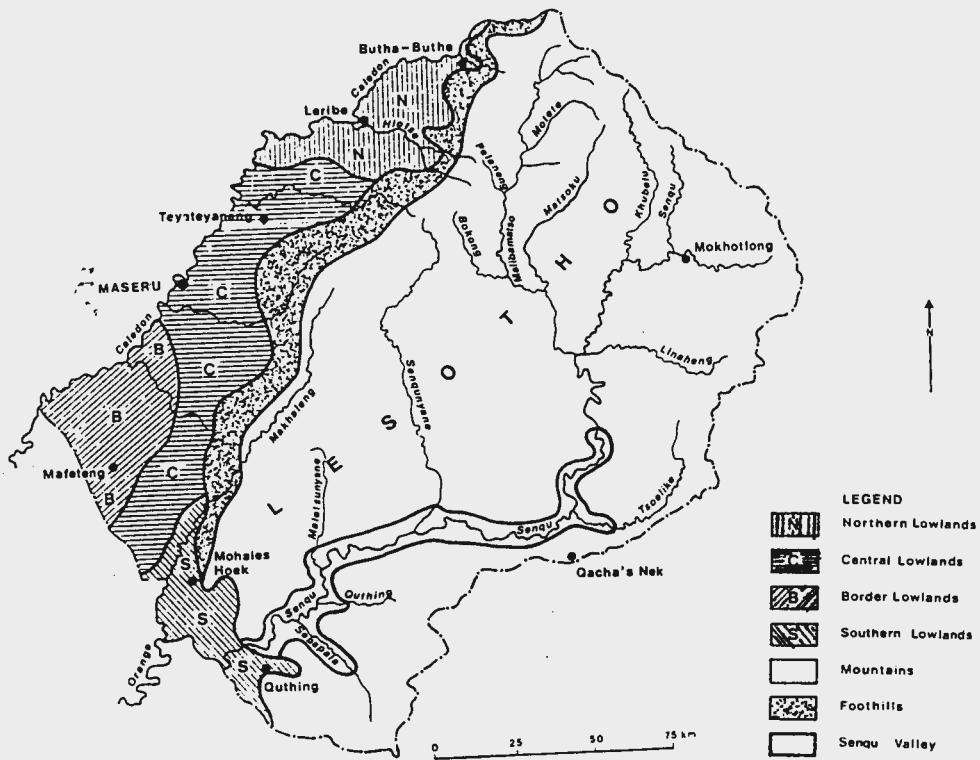 Butha-Buthe
Caledon
N
Leribe
Hlotse
N
Motete
Pelaneng
Matsoku
Khubelu
Senqu
C
Teyateyaneng
Bokong
Malibamatso
O
Mokhotlong
MASERU
C
H
Caledon
B
T
Linakeng
C
Senqunyane
O
B
Makhaleng
S
Mafeteng
C
B
Maletsunyane
E
L
Tsoelike
S
Mohales
Hoek
Senqu
Qacha's Nek
S
Senqu
Quthing
Sebapala
Orange
S
Quthing
0 25 50 75 km
N
LEGEND
N Northern Lowlands
C Central Lowlands
B Border Lowlands
S Southern Lowlands
Mountains
Foothills
Senqu Valley